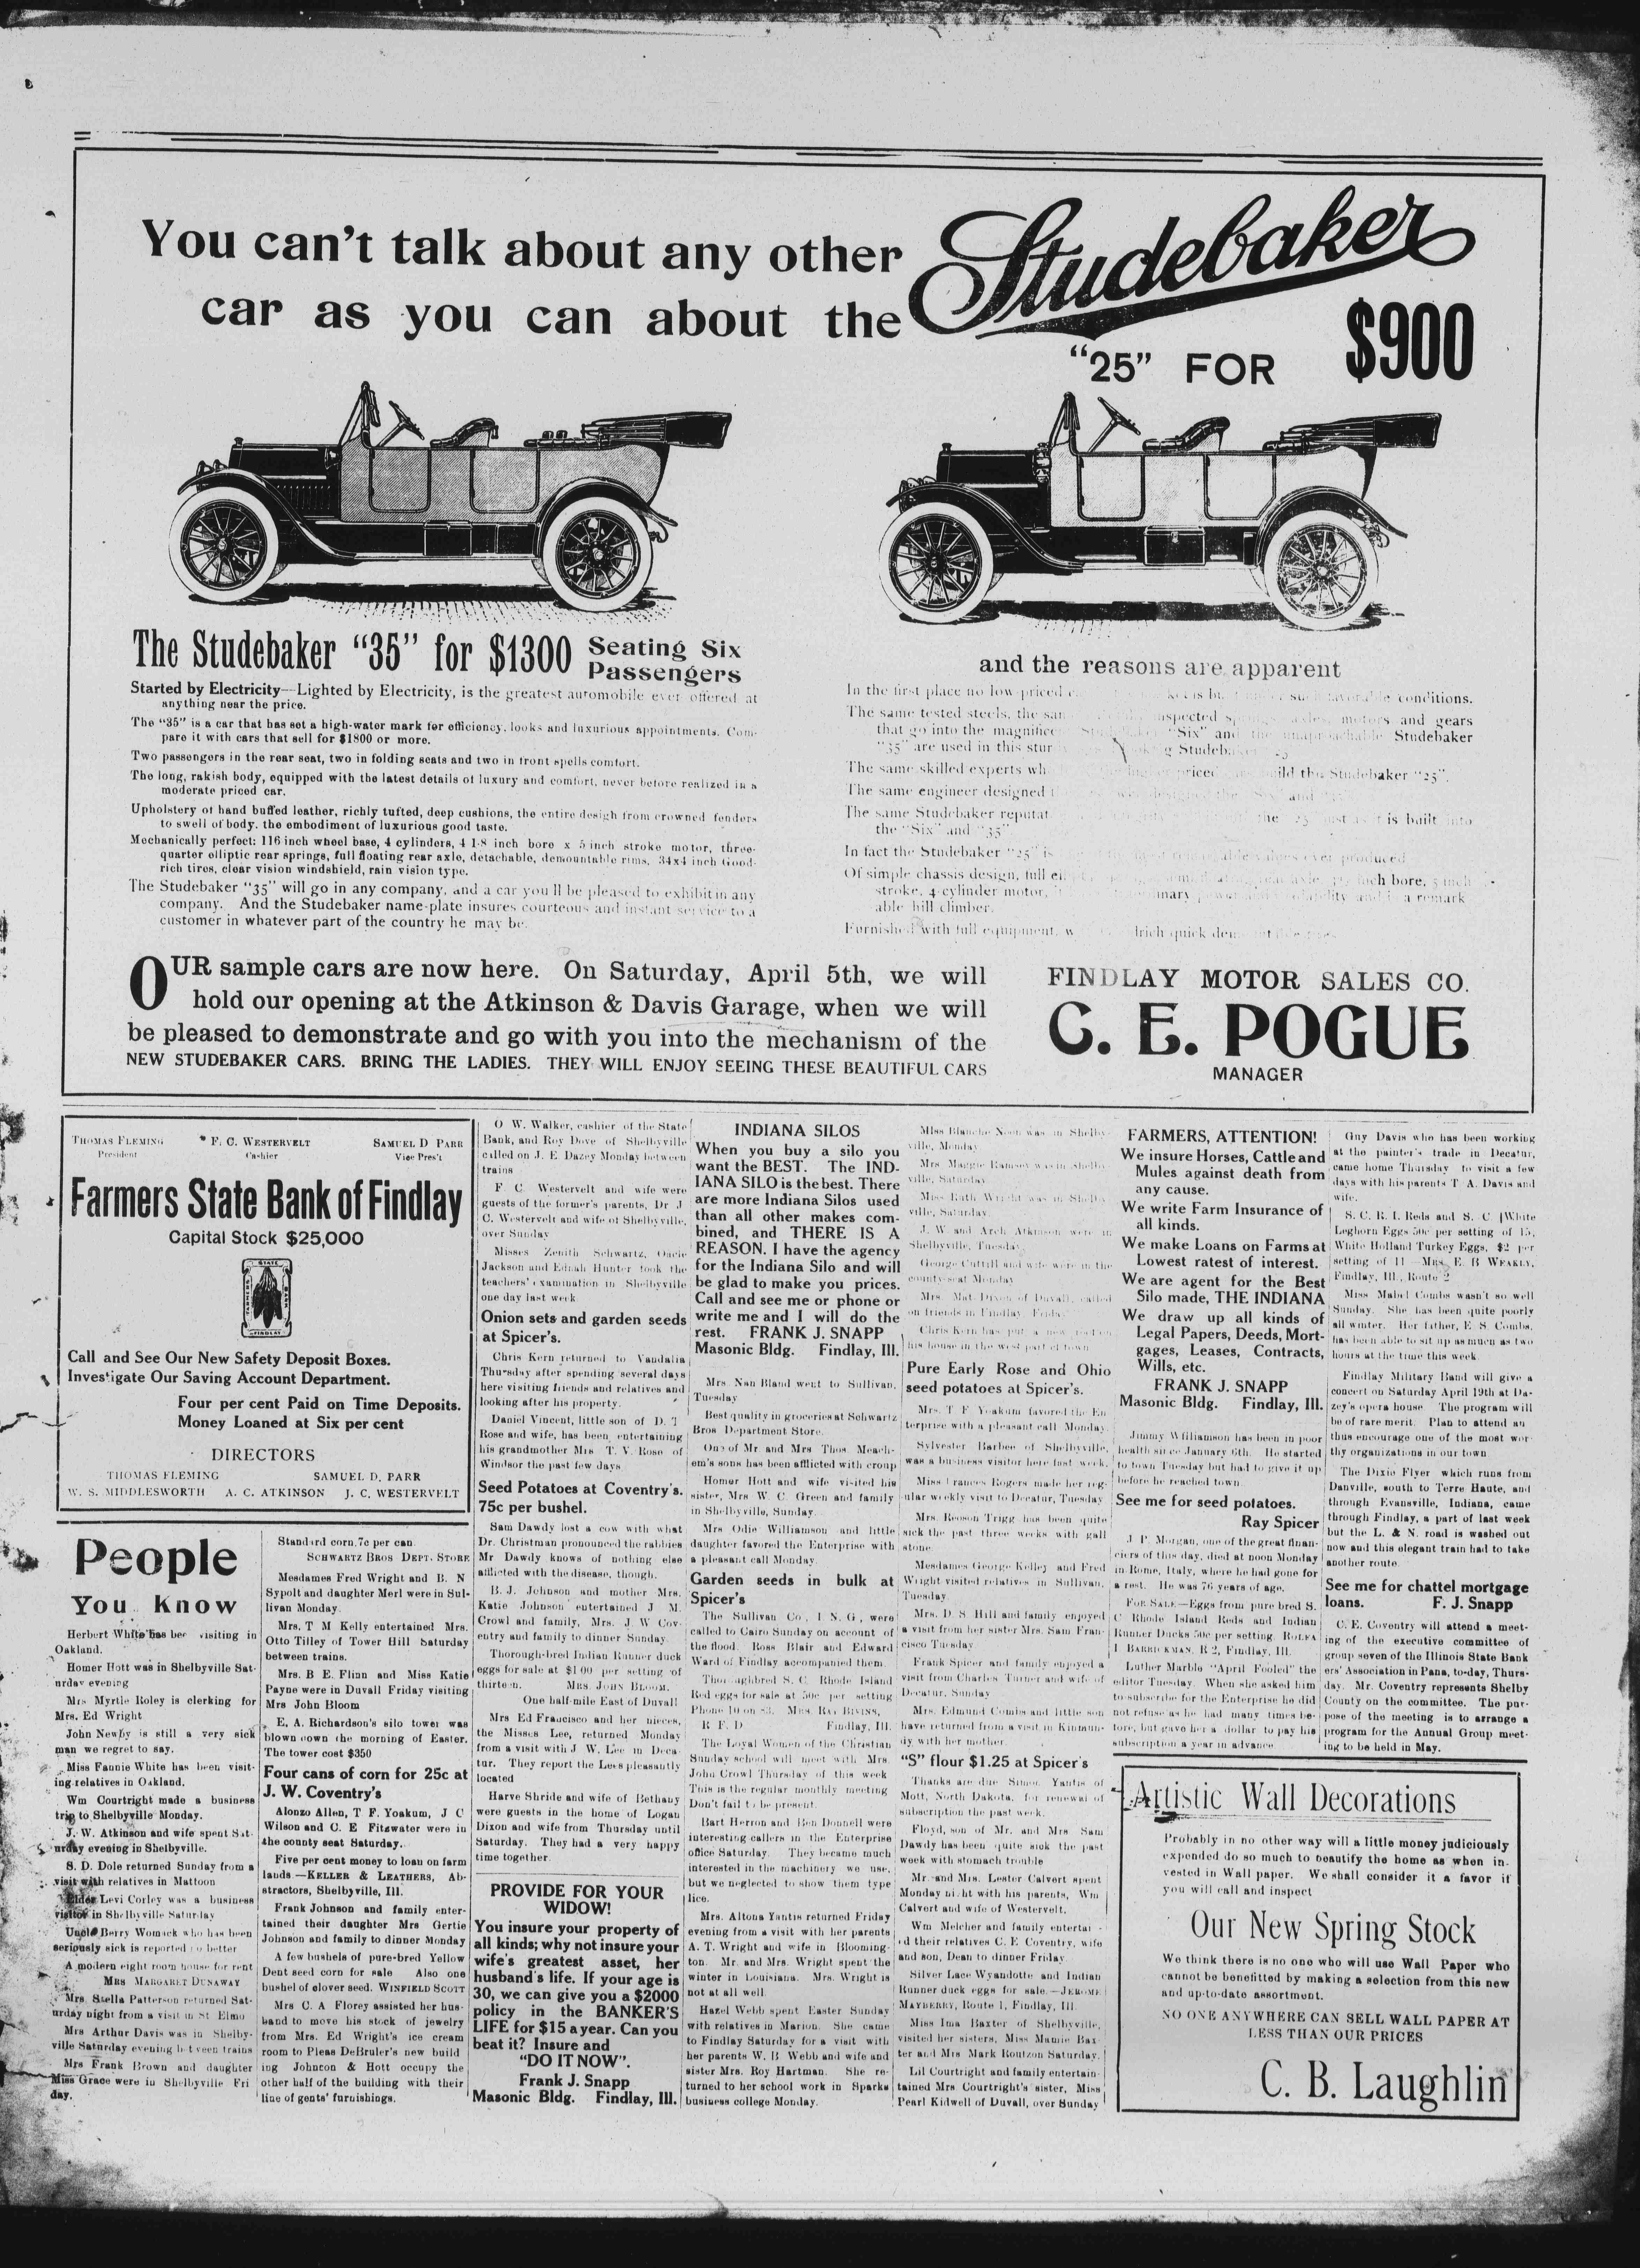 You can't talk about any other
car as you can about the
Studebaker
"25" FOR $900
The Studebaker "35" for $1300 Seating Six
Passengers
Started by Electricity—Lighted by Electricity, is the greatest automobile ever offered at
anything near the price.
The "35" is a car that has set a high-water mark for efficiency, looks and luxurious appointments. Com-
pare it with cars that sell for $1800 or more.
Two passengers in the rear seat, two in folding seats and two in front spells comfort.
The long, rakish body, equipped with the latest details of luxury and comfort, never before realized in a
moderate priced car.
Upholstery of hand buffed leather, richly tufted, deep cushions, the entire desigh from crowned fenders
to swell of body. the embodiment of luxurious good taste.
Mechanically perfect: 116 inch wheel base, 4 cylinders, 4 1-8 inch bore x 5 inch stroke motor, three-
quarter elliptic rear springs, full floating rear axle, detachable, demountable rims, 34x4 inch Good-
rich tires, clear vision windshield, rain vision type.
The Studebaker "35" will go in any company, and a car you ll be pleased to exhibit in any
company. And the Studebaker name-plate insures courteous and instant service to a
customer in whatever part of the country he may be.
and the reasons are apparent
In the first place no low priced conditions.
The same tested steels, the inspected motors and gears
that go into the "Six" and the Studebaker
"35" are used in this
The same skilled experts priced build the Studebaker "25".
The same engineer designed
The same Studebaker is built into
the "Six" and "35"
In fact the Studebaker "25" is ever produced
Of simple chassis design, full inch bore, 5 inch
stroke, 4-cylinder motor, a remark
able hill climber.
Furnished with full equipment, quick
OUR sample cars are now here. On Saturday, April 5th, we will
hold our opening at the Atkinson & Davis Garage, when we will
be pleased to demonstrate and go with you into the mechanism of the
NEW STUDEBAKER CARS. BRING THE LADIES. THEY WILL ENJOY SEEING THESE BEAUTIFUL CARS
FINDLAY MOTOR SALES CO.
C. E. POGUE
MANAGER
THOMAS FLEMING F. C. WESTERVELT SAMUEL D PARR
President Cashier Vice Pres't
Farmers State Bank of Findlay
Capital Stock $25,000
STATE
FARMERS BANK
FINDLAY
Call and See Our New Safety Deposit Boxes.
Investigate Our Saving Account Department.
Four per cent Paid on Time Deposits.
Money Loaned at Six per cent
DIRECTORS
THOMAS FLEMING SAMUEL D. PARR
W. S. MIDDLESWORTH A. C. ATKINSON J. C. WESTERVELT
People
You Know
Herbert White has bee visiting in
Oakland.
Homer Hott was in Shelbyville Sat-
urday evening
Mrs Myrtle Roley is clerking for
Mrs. Ed Wright
John Newby is still a very sick
man we regret to say.
Miss Fannie White has been visit-
ing relatives in Oakland.
Wm Courtright made a business
trip to Shelbyville Monday.
J. W. Atkinson and wife spent Sat-
urday evening in Shelbyville.
S. D. Dole returned Sunday from a
visit with relatives in Mattoon
Elder Levi Corley was a business
visitor in Shelbyville Saturday
Uncle Berry Womack who has been
seriously sick is reported no better
A modern eight room house for rent
MRS MARGARET DUNAWAY
Mrs. Stella Patterson returned Sat-
urday night from a visit in St Elmo
Mrs Arthur Davis was in Shelby-
ville Saturday evening between trains
Mrs Frank Brown and daughter
Miss Grace were in Shelbyville Fri
day.
Standard corn 7c per can
SCHWARTZ BROS DEPT. STORE
Mesdames Fred Wright and B. N
Sypolt and daughter Merl were in Sul-
livan Monday.
Mrs. T M Kelly entertained Mrs.
Otto Tilley of Tower Hill Saturday
between trains.
Mrs. B E. Flinn and Miss Katie
Payne were in Duvall Friday visiting
Mrs John Bloom
E. A. Richardson's silo tower was
blown down the morning of Easter.
The tower cost $350
Four cans of corn for 25c at
J. W. Coventry's
Alonzo Allen, T F. Yoakum, J C
Wilson and C. E Fitzwater were in
the county seat Saturday.
Five per cent money to loan on farm
lands.—KELLER & LEATHERS, Ab-
stractors, Shelbyville, Ill.
Frank Johnson and family enter-
tained their daughter Mrs Gertie
Johnson and family to dinner Monday
A few bushels of pure-bred Yellow
Dent seed corn for sale Also one
bushel of clover seed. WINFIELD SCOTT
Mrs C. A Florey assisted her hus-
band to move his stock of jewelry
from Mrs. Ed Wright's ice cream
room to Pleas DeBruler's new build
ing Johnson & Hott occupy the
other half of the building with their
line of gents' furnishings.
O W. Walker, cashier of the State
Bank, and Roy Dove of Shelbyville
called on J. E Dazey Monday between
trains
F. C. Westervelt and wife were
guests of the former's parents, Dr J
C. Westervelt and wife of Shelbyville,
over Sunday
Misses Zenith Schwartz, Oncie
Jackson and Ednah Hunter took the
teachers' examination in Shelbyville
one day last week
Onion sets and garden seeds
at Spicer's.
Chris Kern returned to Vandalia
Thursday after spending several days
here visiting friends and relatives and
looking after his property.
Daniel Vincent, little son of D. T
Rose and wife, has been entertaining
his grandmother Mrs T. V. Rose of
Windsor the past few days
Seed Potatoes at Coventry's.
75c per bushel.
Sam Dawdy lost a cow with what
Dr. Christman pronounced the rabbies
Mr Dawdy knows of nothing else
afflicted with the disease, though.
B. J. Johnson and mother Mrs.
Katie Johnson entertained J M.
Crowl and family, Mrs. J. W Cov-
entry and family to dinner Sunday.
Thorough-bred Indian Runner duck
eggs for sale at $1 00 per setting of
thirteen. MRS. JOHN BLOOM,
One half-mile East of Duvall
Mrs Ed Francisco and her nieces,
the Misses Lee, returned Monday
from a visit with J. W. Lee in Deca-
tur. They report the Lees pleasantly
located
Harve Shride and wife of Bethany
were guests in the home of Logan
Dixon and wife from Thursday until
Saturday. They had a very happy
time together.
PROVIDE FOR YOUR
WIDOW!
You insure your property of
all kinds; why not insure your
wife's greatest asset, her
husband's life. If your age is
30, we can give you a $2000
policy in the BANKER'S
LIFE for $15 a year. Can you
beat it? Insure and
"DO IT NOW".
Frank J. Snapp
Masonic Bldg. Findlay, Ill.
INDIANA SILOS
When you buy a silo you
want the BEST. The IND-
IANA SILO is the best. There
are more Indiana Silos used
than all other makes com-
bined, and THERE IS A
REASON. I have the agency
for the Indiana Silo and will
be glad to make you prices.
Call and see me or phone or
write me and I will do the
rest. FRANK J. SNAPP
Masonic Bldg. Findlay, Ill.
Mrs Nan Bland went to Sullivan,
Tuesday
Best quality in groceries at Schwartz
Bros Department Store.
One of Mr and Mrs Thos Meach-
em's sons has been afflicted with croup
Homer Hott and wife visited his
sister, Mrs W. C. Green and family
in Shelbyville, Sunday.
Mrs Odie Williamson and little
daughter favored the Enterprise with
a pleasant call Monday.
Garden seeds in bulk at
Spicer's
The Sullivan Co, I N. G, were
called to Cairo Sunday on account of
the flood. Ross Blair and Edward
Ward of Findlay accompanied them.
Thoroughbred S. C. Rhode Island
Red eggs for sale at 50c per setting
Phone 10 on 83. MRS. RAY BIVINS,
R F. D Findlay, Ill.
The Loyal Women of the Christian
Sunday school will meet with Mrs.
John Crowl Thursday of this week
This is the regular monthly meeting
Don't fail to be present.
Bart Herron and Ben Donnell were
interesting callers in the Enterprise
office Saturday. They became much
interested in the machinery we use,
but we neglected to show them type
lice.
Mrs. Altona Yantis returned Friday
evening from a visit with her parents
A. T. Wright and wife in Blooming-
ton. Mr. and Mrs. Wright spent the
winter in Louisiana. Mrs. Wright is
not at all well.
Hazel Webb spent Easter Sunday
with relatives in Marion. She came
to Findlay Saturday for a visit with
her parents W. B Webb and wife and
sister Mrs. Roy Hartman. She re-
turned to her school work in Sparks
business college Monday.
Miss Blanche Noon was in Shelby-
ville, Monday
Mrs. Maggie Ramsey was in Shelby-
ville, Saturday
Miss Ruth Wright was in Shelby-
ville, Saturday.
J. W and Arch Atkinson were in
Shelbyville, Tuesday
George Cottrill and wife were in the
county-seat Monday
Mrs. Mat Dixon of Duvall, called
on friends in Findlay Friday
Chris Kern has put a new roof on
his house in the west part of town
Pure Early Rose and Ohio
seed potatoes at Spicer's.
Mrs. T F Yoakum favored the En
terprise with a pleasant call Monday.
Sylvester Barbee of Shelbyville,
was a business visitor here last week.
Miss Frances Rogers made her reg-
ular weekly visit to Decatur, Tuesday
Mrs. Reason Trigg has been quite
sick the past three weeks with gall
stone.
Mesdames George Kelley and Fred
Wright visited relatives in Sullivan,
Tuesday.
Mrs. D. S Hill and family enjoyed
a visit from her sister Mrs. Sam Fran-
cisco Tuesday
Frank Spicer and family enjoyed a
visit from Charles Turner and wife of
Decatur, Sunday
Mrs. Edmund Combs and little son
have returned from a visit in Kinmun-
dy with her mother.
"S" flour $1.25 at Spicer's
Thanks are due Simon Yantis of
Mott, North Dakota, for renewal of
subscription the past week.
Floyd, son of Mr. and Mrs Sam
Dawdy has been quite sick the past
week with stomach trouble
Mr. and Mrs. Lester Calvert spent
Monday night with his parents, Wm
Calvert and wife of Westervelt.
Wm Melcher and family entertai -
ed their relatives C. E Coventry, wife
and son, Dean to dinner Friday.
Silver Lace Wyandotte and Indian
Runner duck eggs for sale.—JEROME
MAYBERRY, Route 1, Findlay, Ill.
Miss Ima Baxter of Shelbyville,
visited her sisters, Miss Mamie Bax-
ter and Mrs Mark Routzon Saturday.
Lil Courtright and family entertain-
tained Mrs Courtright's sister, Miss
Pearl Kidwell of Duvall, over Sunday
FARMERS, ATTENTION!
We insure Horses, Cattle and
Mules against death from
any cause.
We write Farm Insurance of
all kinds.
We make Loans on Farms at
Lowest ratest of interest.
We are agent for the Best
Silo made, THE INDIANA
We draw up all kinds of
Legal Papers, Deeds, Mort-
gages, Leases, Contracts,
Wills, etc.
FRANK J. SNAPP
Masonic Bldg. Findlay, Ill.
Jimmy Williamson has been in poor
health since January 6th. He started
to town Tuesday but had to give it up
before he reached town
See me for seed potatoes.
Ray Spicer
J P. Morgan, one of the great finan-
ciers of this day, died at noon Monday
in Rome, Italy, where he had gone for
a rest. He was 76 years of age.
FOR SALE—Eggs from pure bred S.
C Rhode Island Reds and Indian
Runner Ducks 50c per setting. ROLFA
I BARRICKMAN, R 2, Findlay, Ill.
Luther Marble "April Fooled" the
editor Tuesday. When she asked him
to subscribe for the Enterprise he did
not refuse as he had many times be-
fore, but gave her a dollar to pay his
subscription a year in advance.
Guy Davis who has been working
at the painter's trade in Decatur,
came home Thursday to visit a few
days with his parents T A. Davis and
wife.
S. C. R. I. Reds and S. C. White
Leghorn Eggs 50c per setting of 15,
White Holland Turkey Eggs, $2 per
setting of 11 —MRS. E. B WEAKLY,
Findlay, Ill., Route 2
Miss Mabel Combs wasn't so well
Sunday. She has been quite poorly
all winter. Her father, E S Combs,
has been able to sit up as much as two
hours at the time this week.
Findlay Military Band will give a
concert on Saturday April 19th at Da-
zey's opera house The program will
be of rare merit. Plan to attend an
thus encourage one of the most wor-
thy organizations in our town
The Dixie Flyer which runs from
Danville, south to Terre Haute, and
through Evansville, Indiana, came
through Findlay, a part of last week
but the L. & N. road is washed out
now and this elegant train had to take
another route.
See me for chattel mortgage
loans. F. J. Snapp
C. E. Coventry will attend a meet-
ing of the executive committee of
group seven of the Illinois State Bank
ers' Association in Pana, to-day, Thurs-
day. Mr. Coventry represents Shelby
County on the committee. The pur-
pose of the meeting is to arrange a
program for the Annual Group meet-
ing to be held in May.
Artistic Wall Decorations
Probably in no other way will a little money judiciously
expended do so much to beautify the home as when in-
vested in Wall paper. We shall consider it a favor if
you will call and inspect
Our New Spring Stock
We think there is no one who will use Wall Paper who
cannot be benefitted by making a selection from this new
and up-to-date assortment.
NO ONE ANYWHERE CAN SELL WALL PAPER AT
LESS THAN OUR PRICES
C. B. Laughlin